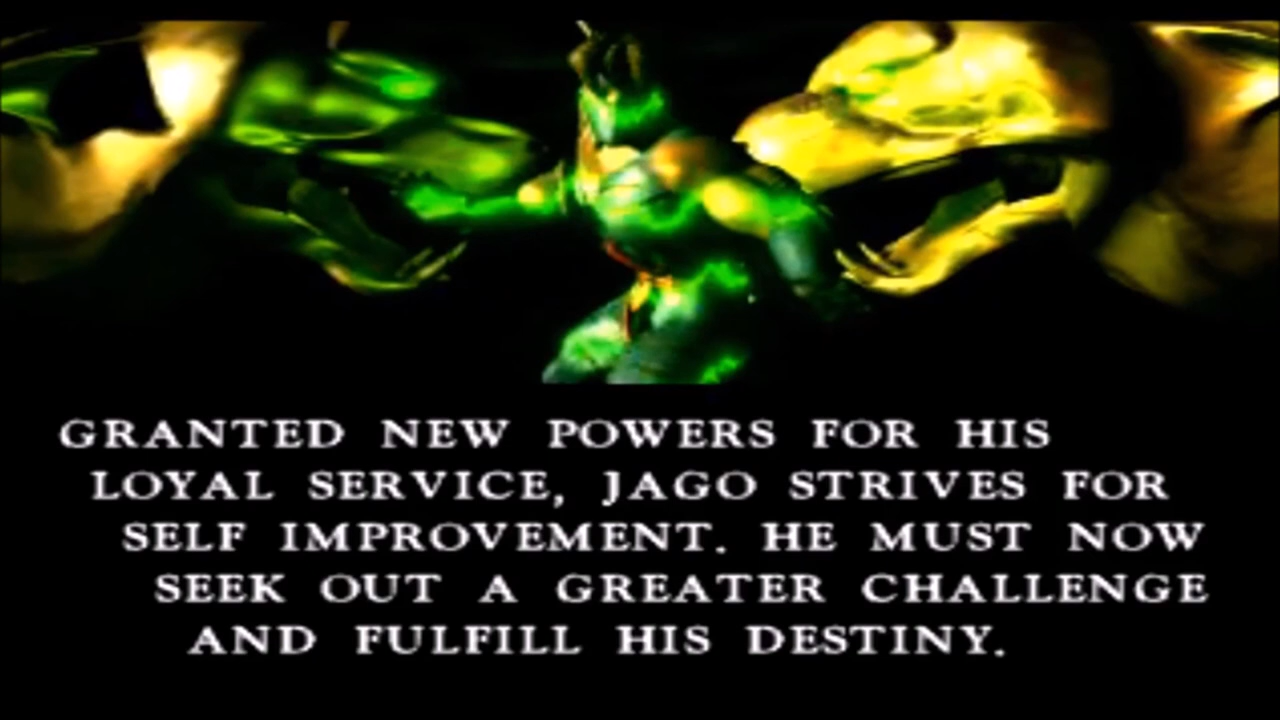 GRANTED NEW POWERS FOR HIS
LOYAL SERVICE, JAGO STRIVES FOR
SELF IMPROVEMENT. HE MUST NOW
SEEK OUT A GREATER CHALLENGE
AND FULFILL HIS DESTINY.